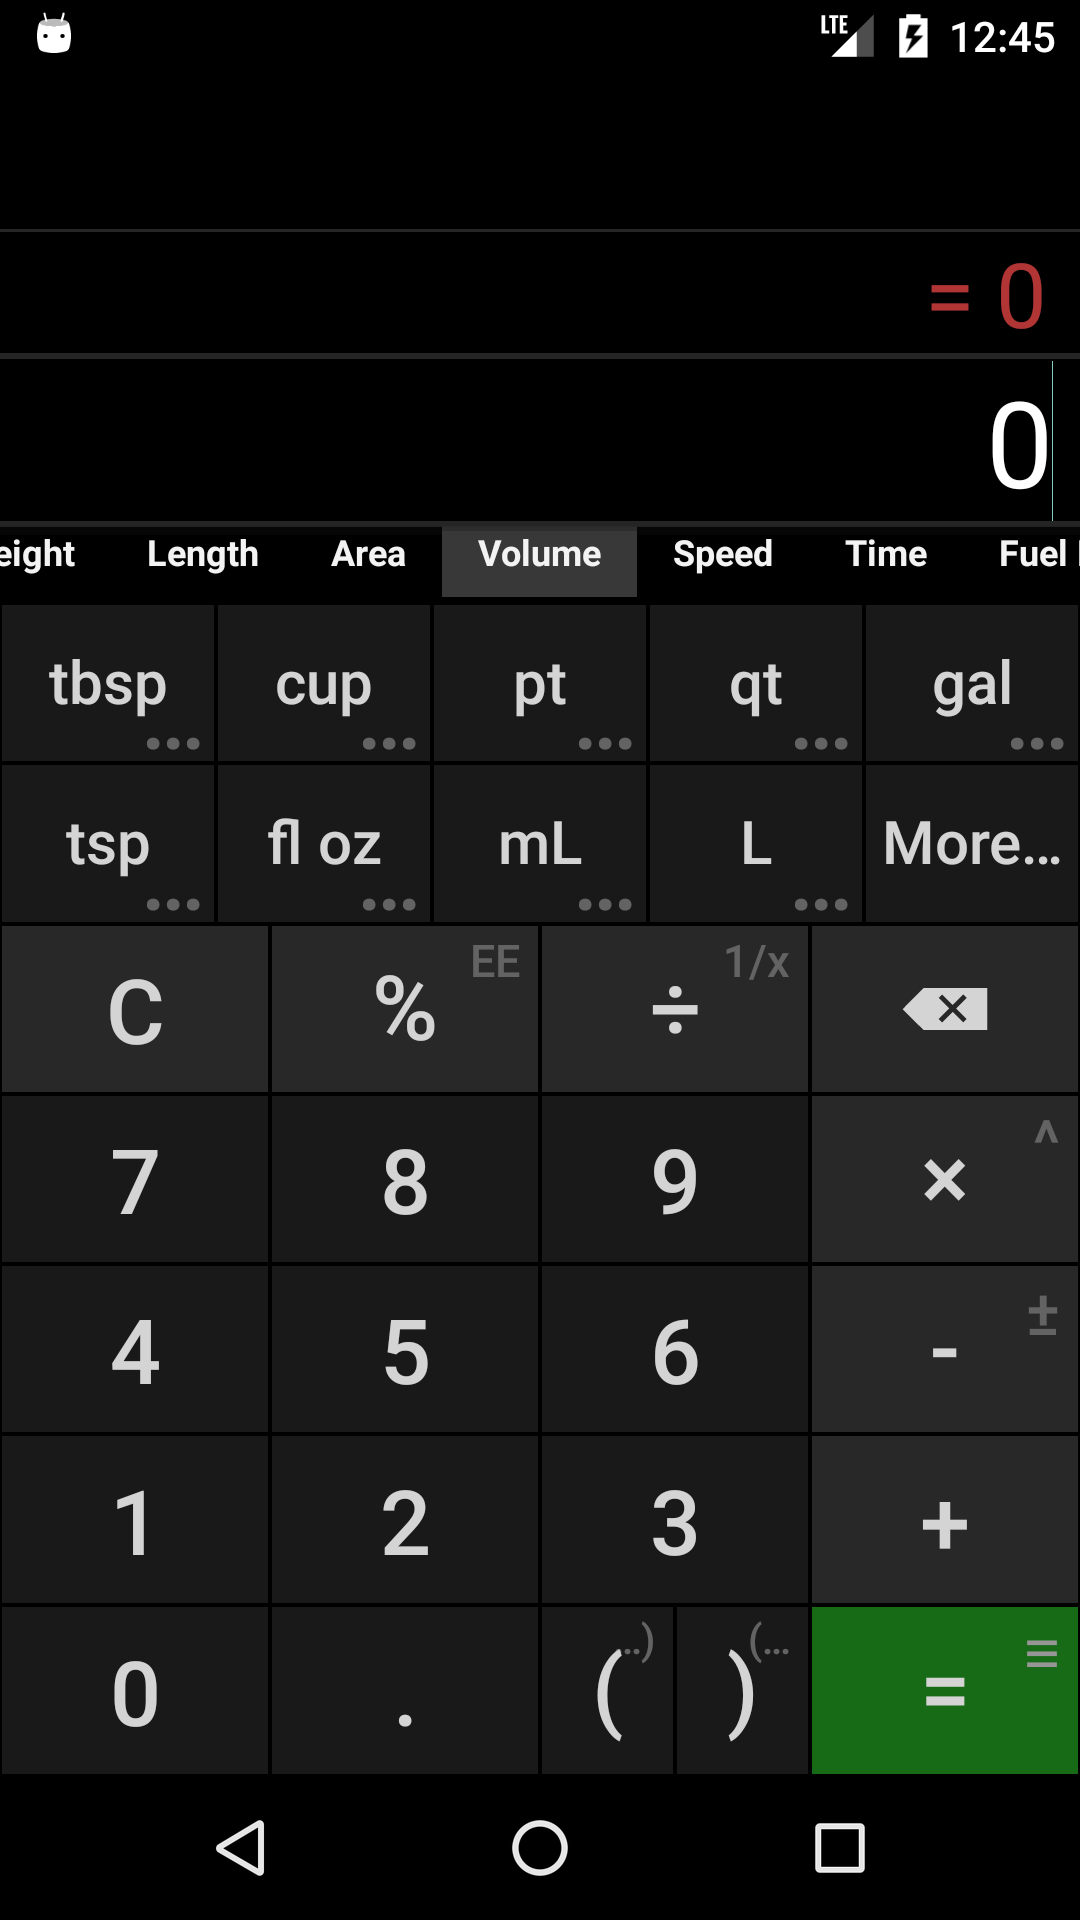 LTE 12:45
= 0
0
eight Length Area Volume Speed Time Fuel
tbsp cup pt qt gal
tsp fl oz mL L More...
C % EE ÷ 1/x
7 8 9 × ^
4 5 6 - ±
1 2 3 +
0 . ( ..) ) (... =